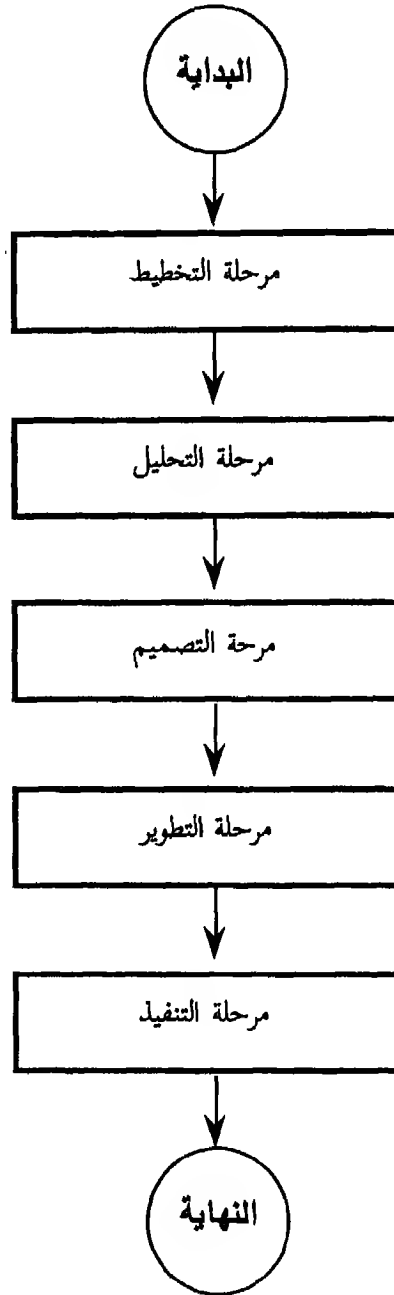 البداية
مرحلة التخطيط
مرحلة التحليل
مرحة التصميم
مرحلة التطوير
مرحلة التنفيذ
النهاية